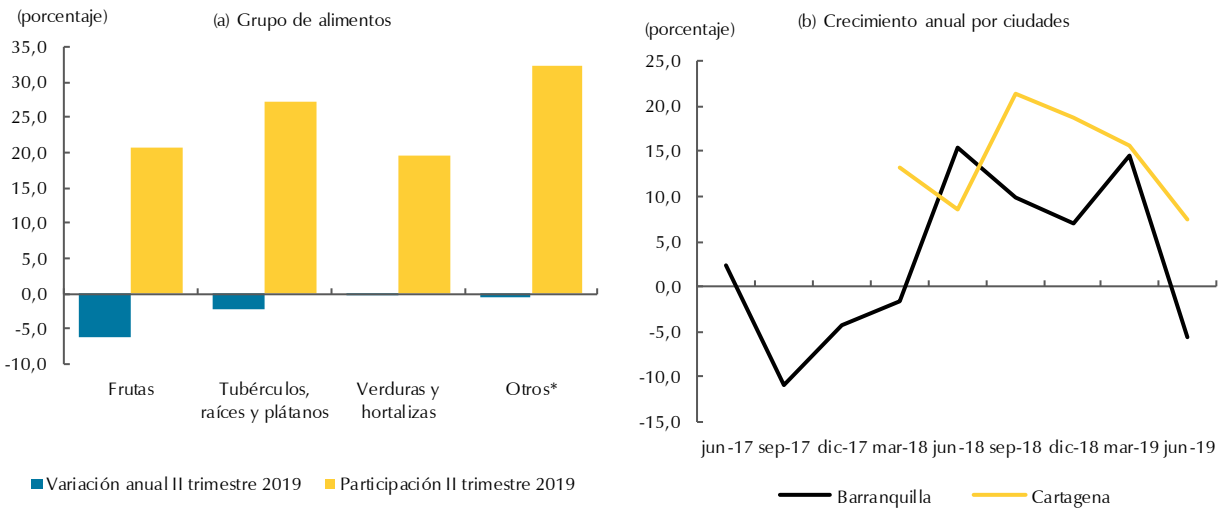 (porcentaje)
(a) Grupo de alimentos
35,0
30,0
25,0
20,0
15,0
10,0
5,0
0,0
-5,0
-10,0
Frutas
Tubérculos,
raíces y plátanos
Verduras y
hortalizas
Otros*
Variación anual II trimestre 2019
Participación II trimestre 2019
(b) Crecimiento anual por ciudades
(porcentaje)
25,0
20,0
15,0
10,0
5,0
0,0
-5,0
-10,0
-15,0
jun-17 sep-17 dic-17 mar-18 jun-18 sep-18 dic-18 mar-19 jun-19
Barranquilla
Cartagena